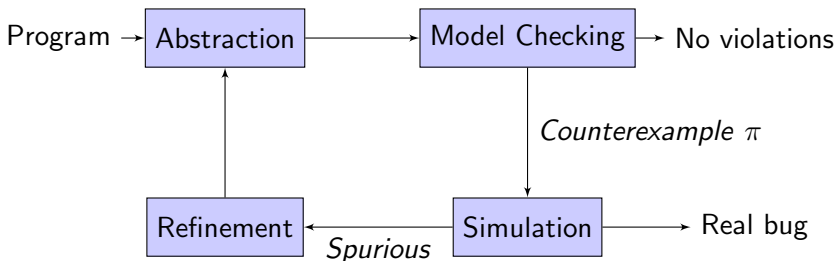 Program
Abstraction
Model Checking
No violations
Counterexample π
Refinement
Spurious
Simulation
Real bug